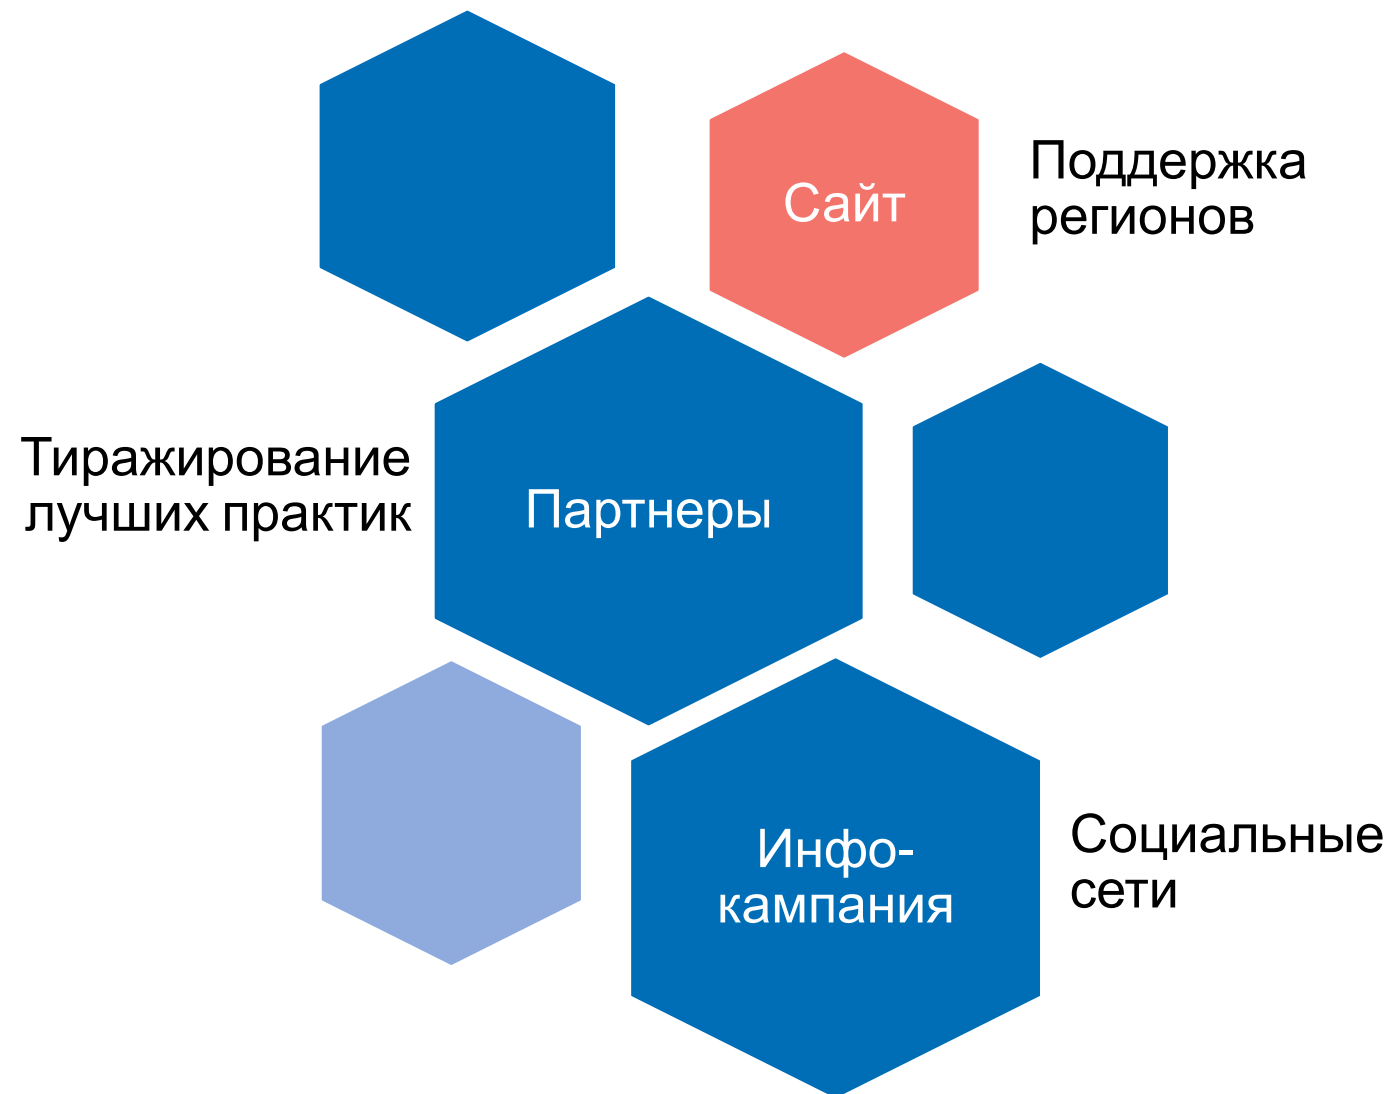 Сайт
Поддержка
регионов
Тиражирование
лучших практик
Партнеры
Инфо-
кампания
Социальные
сети